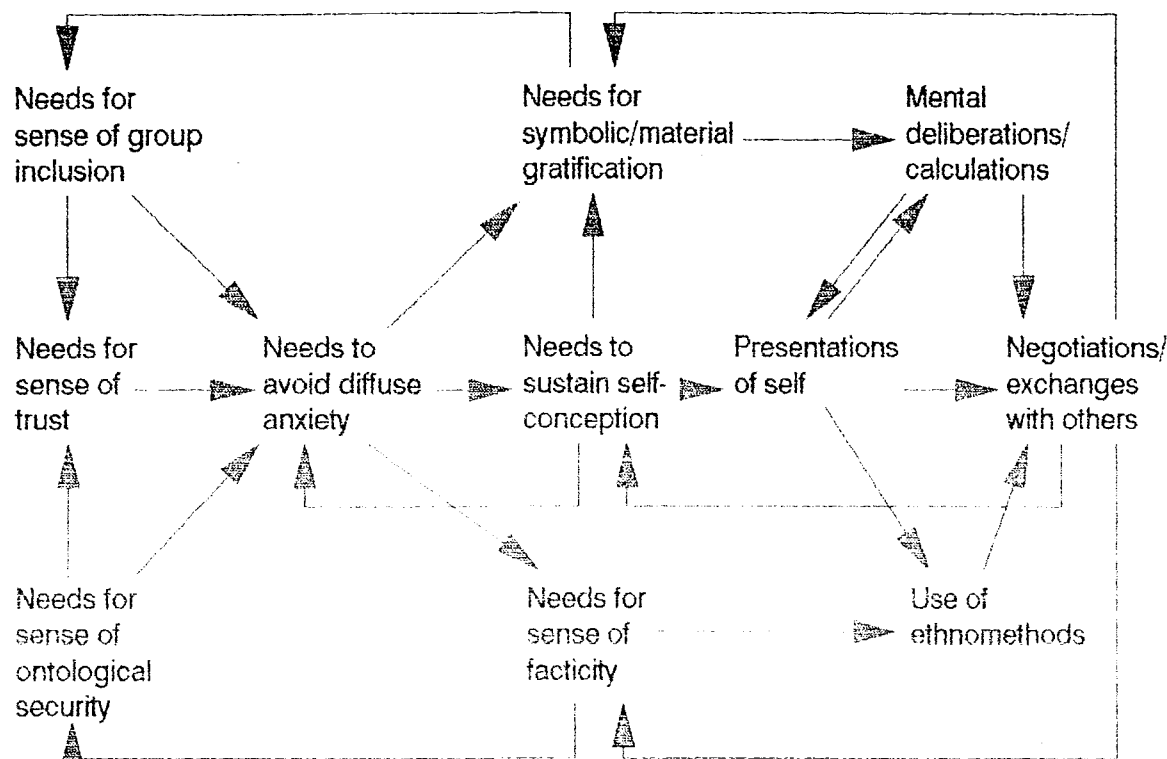 Needs for
sense of group
inclusion
Needs for
symbolic/material
gratification
Mental
deliberations/
calculations
Needs for
sense of
trust
Needs to
avoid diffuse
anxiety
Needs to
sustain self-
conception
Presentations
of self
Negotiations/
exchanges
with others
Needs for
sense of
ontological
security
Needs for
sense of
facticity
Use of
ethnomethods